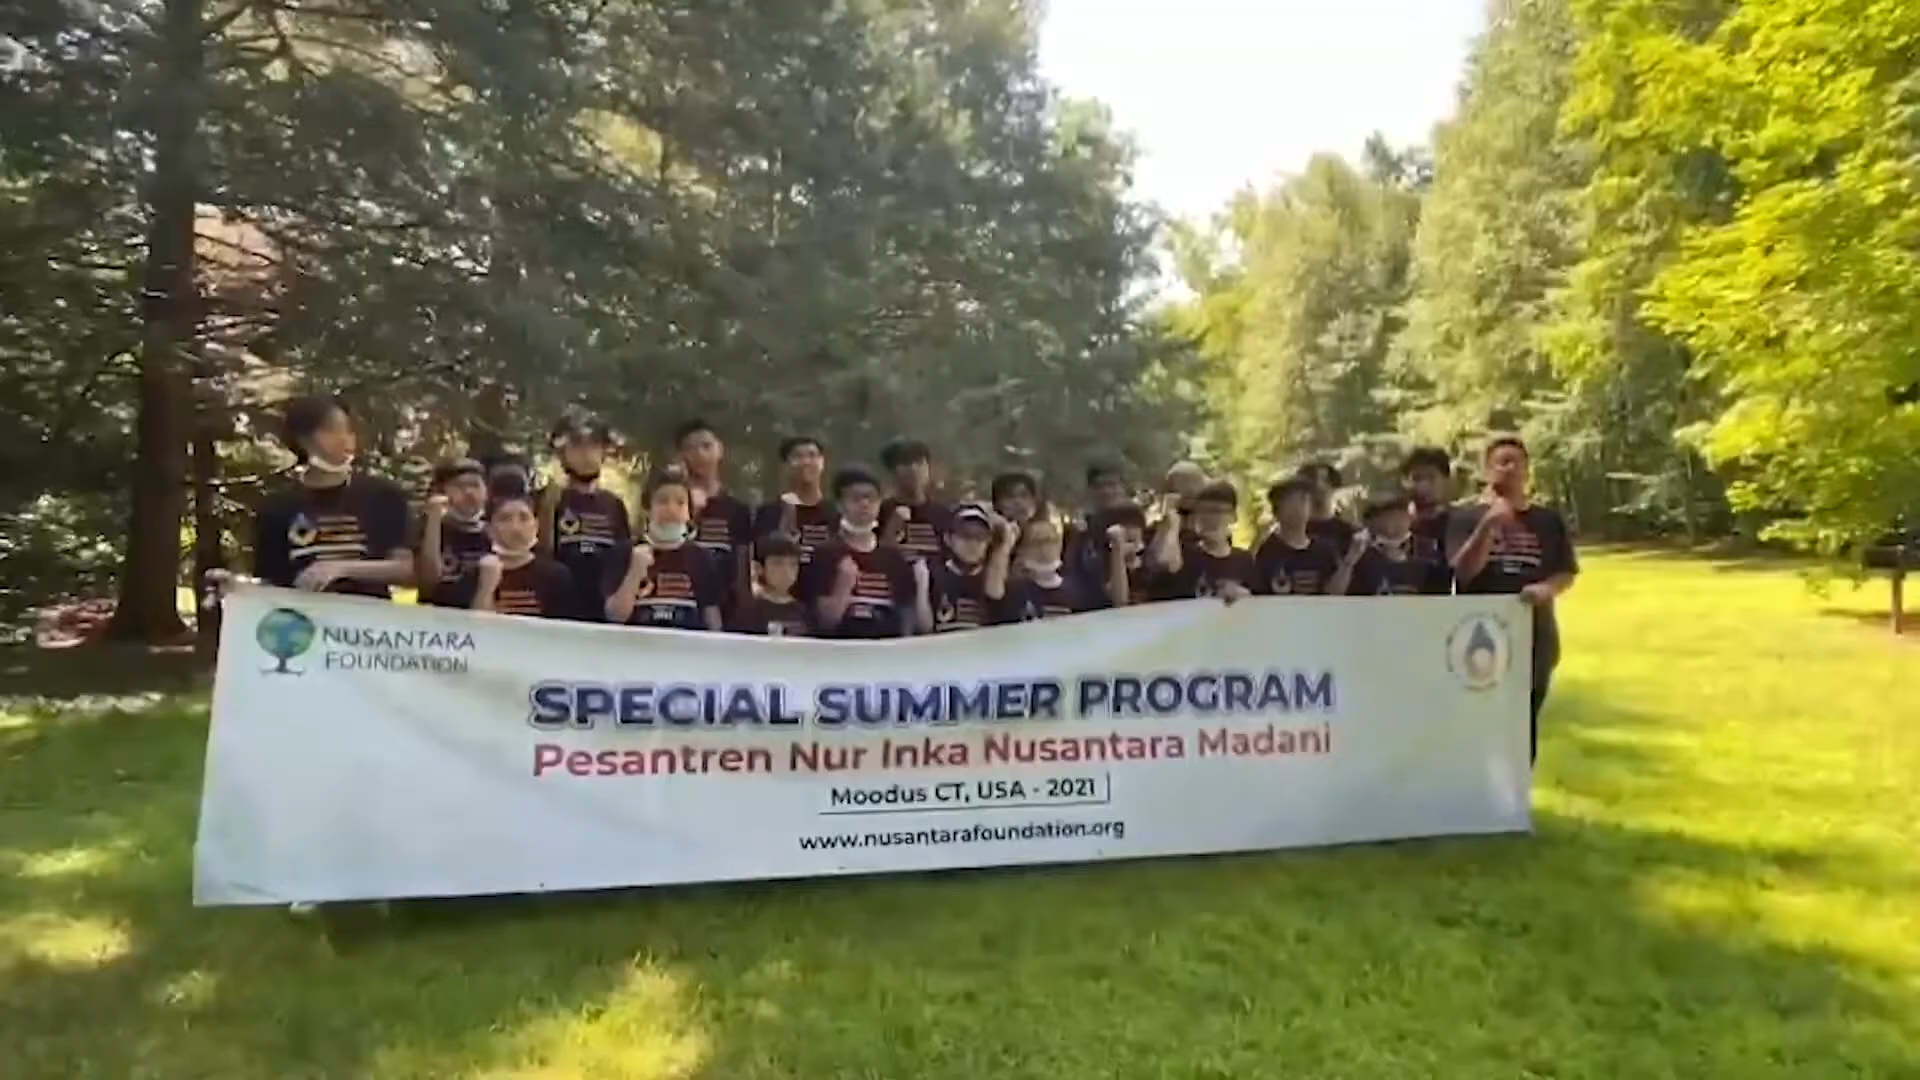 NUSANTARA
FOUNDATION
SPECIAL SUMMER PROGRAM
Pesantren Nur Inka Nusantara Madani
Moodus CT, USA - 2021
www.nusantarafoundation.org